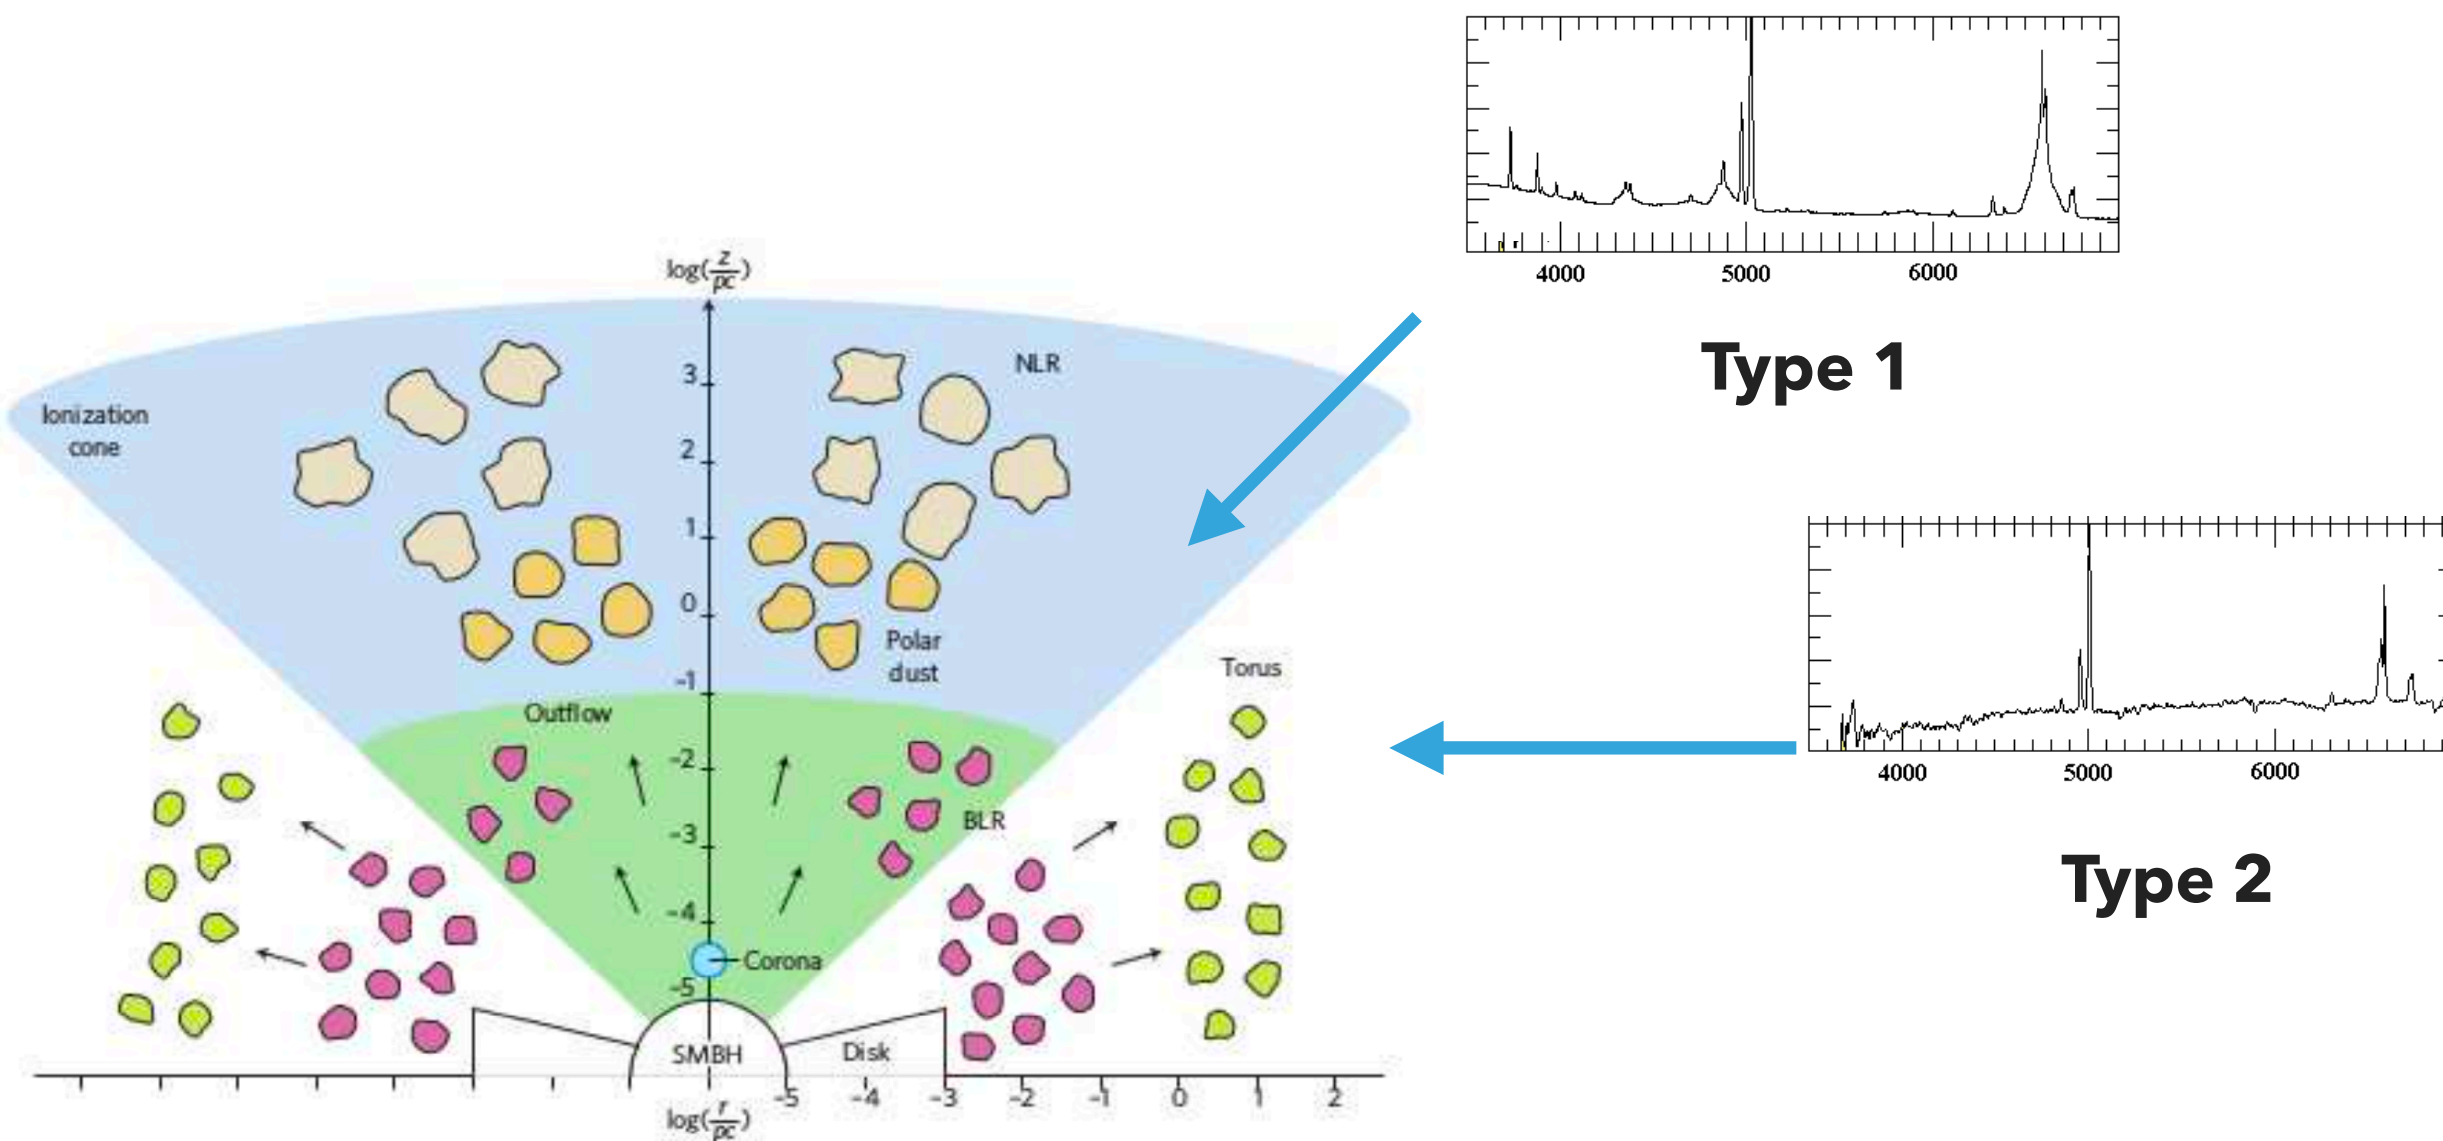 4000 5000 6000
Type 1
log(z/pc)
3
NLR
Ionization
cone
2
1
0
Polar
dust
-1
Torus
Outflow
-2
-3
BLR
-4
Corona
-5
SMBH
Disk
-5 -4 -3 -2 -1 0 1 2
log(r/pc)
4000 5000 6000
Type 2